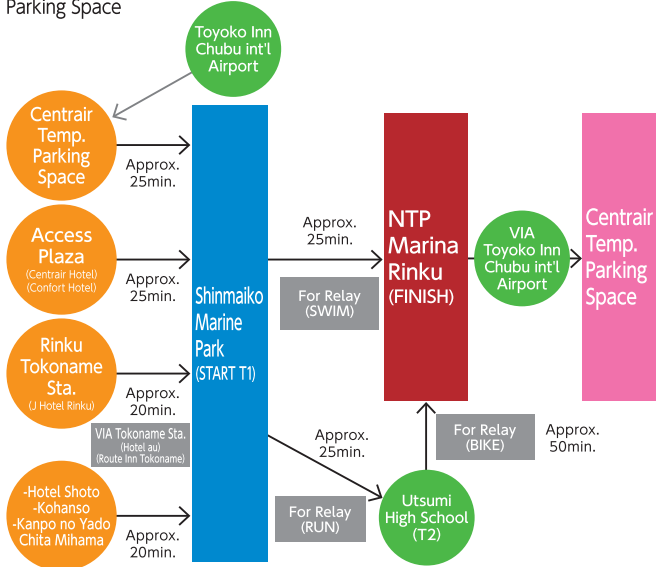 Parking Space
Toyoko Inn
Chubu int'l
Airport
Centrair
Temp.
Parking
Space
Approx.
25min.
Access
Plaza
(Centrair Hotel)
(Confort Hotel)
Approx.
25min.
Rinku
Tokoname
Sta.
(J Hotel Rinku)
Approx.
20min.
VIA Tokoname Sta.
(Hotel au)
(Route Inn Tokoname)
-Hotel Shoto
-Kohanso
-Kanpo no Yado
Chita Mihama
Approx.
20min.
Shinmaiko
Marine
Park
(START T1)
Approx.
25min.
For Relay
(SWIM)
Approx.
25min.
For Relay
(RUN)
Utsumi
High School
(T2)
For Relay
(BIKE)
Approx.
50min.
NTP
Marina
Rinku
(FINISH)
VIA
Toyoko Inn
Chubu int'l
Airport
Centrair
Temp.
Parking
Space